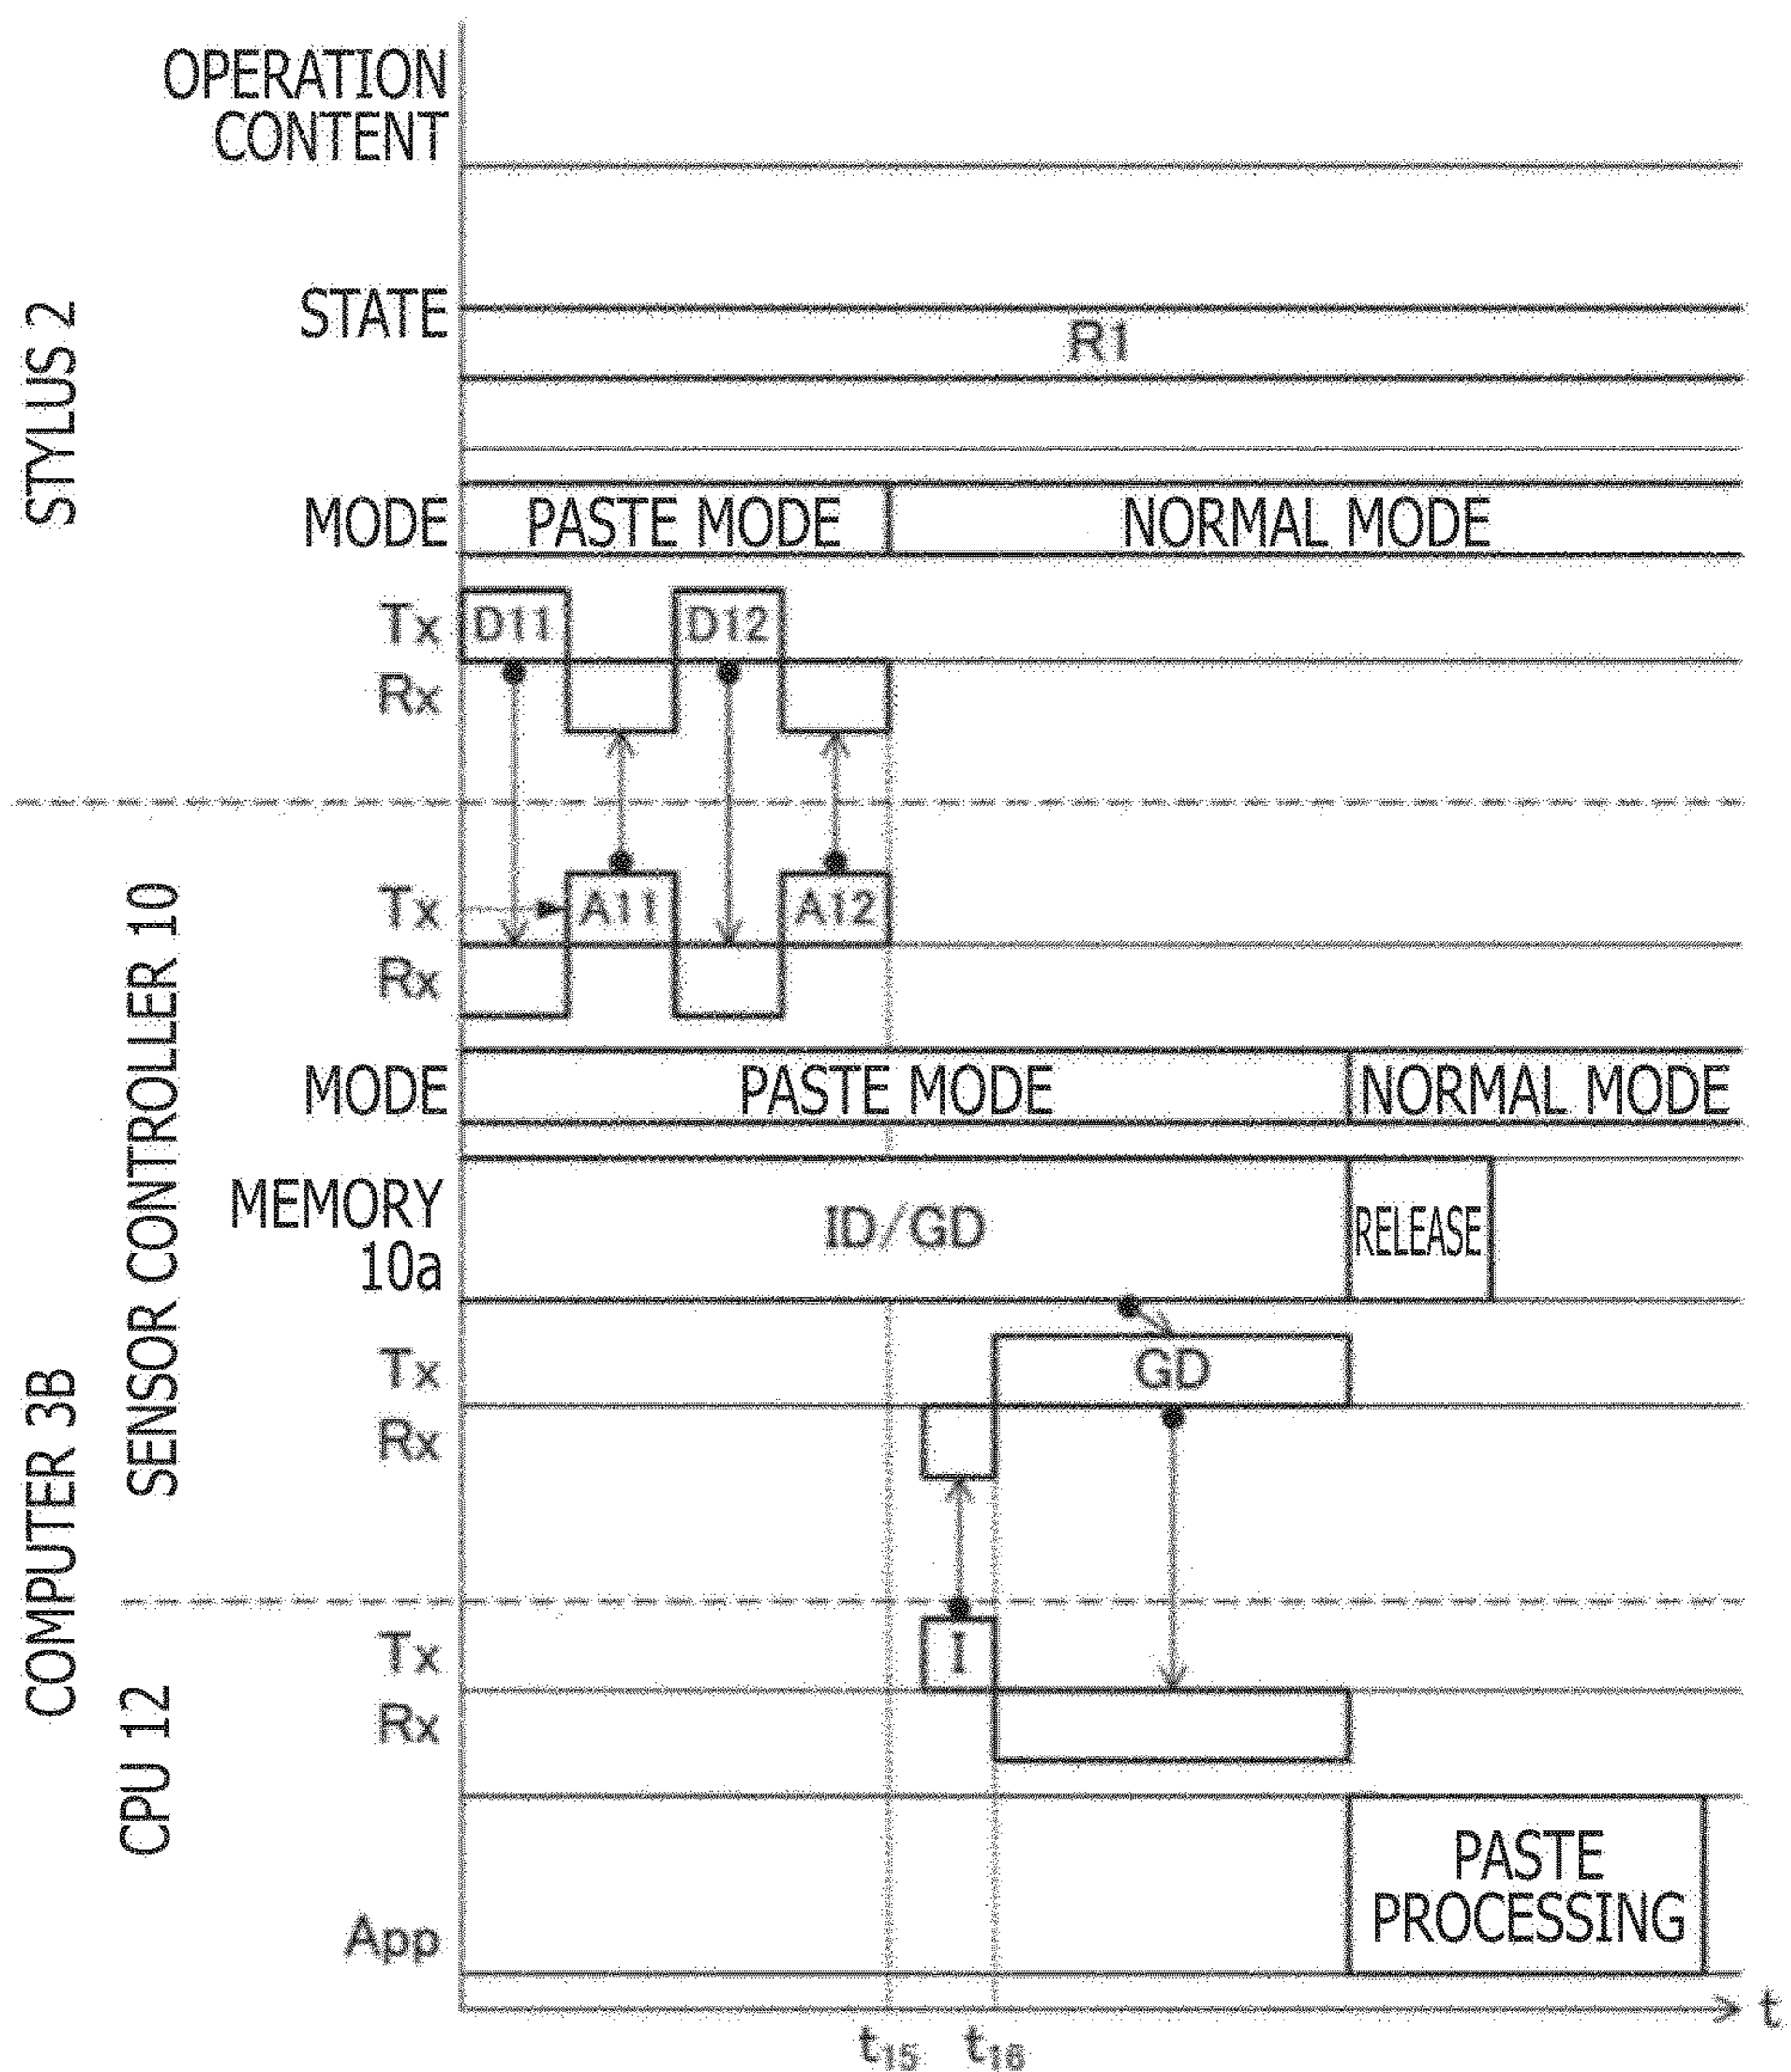 OPERATION
CONTENT
STYLUS 2
STATE
R1
MODE
PASTE MODE
NORMAL MODE
Tx
D11
D12
Rx
COMPUTER 3B
SENSOR CONTROLLER 10
Tx
A11
A12
Rx
MODE
PASTE MODE
NORMAL MODE
MEMORY
10a
ID/GD
RELEASE
Tx
GD
Rx
CPU 12
Tx
I
Rx
App
PASTE
PROCESSING
t
t15
t16